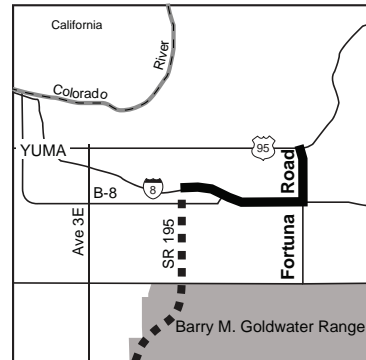 California
River
Colorado
95
YUMA
8
B-8
Ave 3E
SR 195
Fortuna Road
Barry M. Goldwater Range